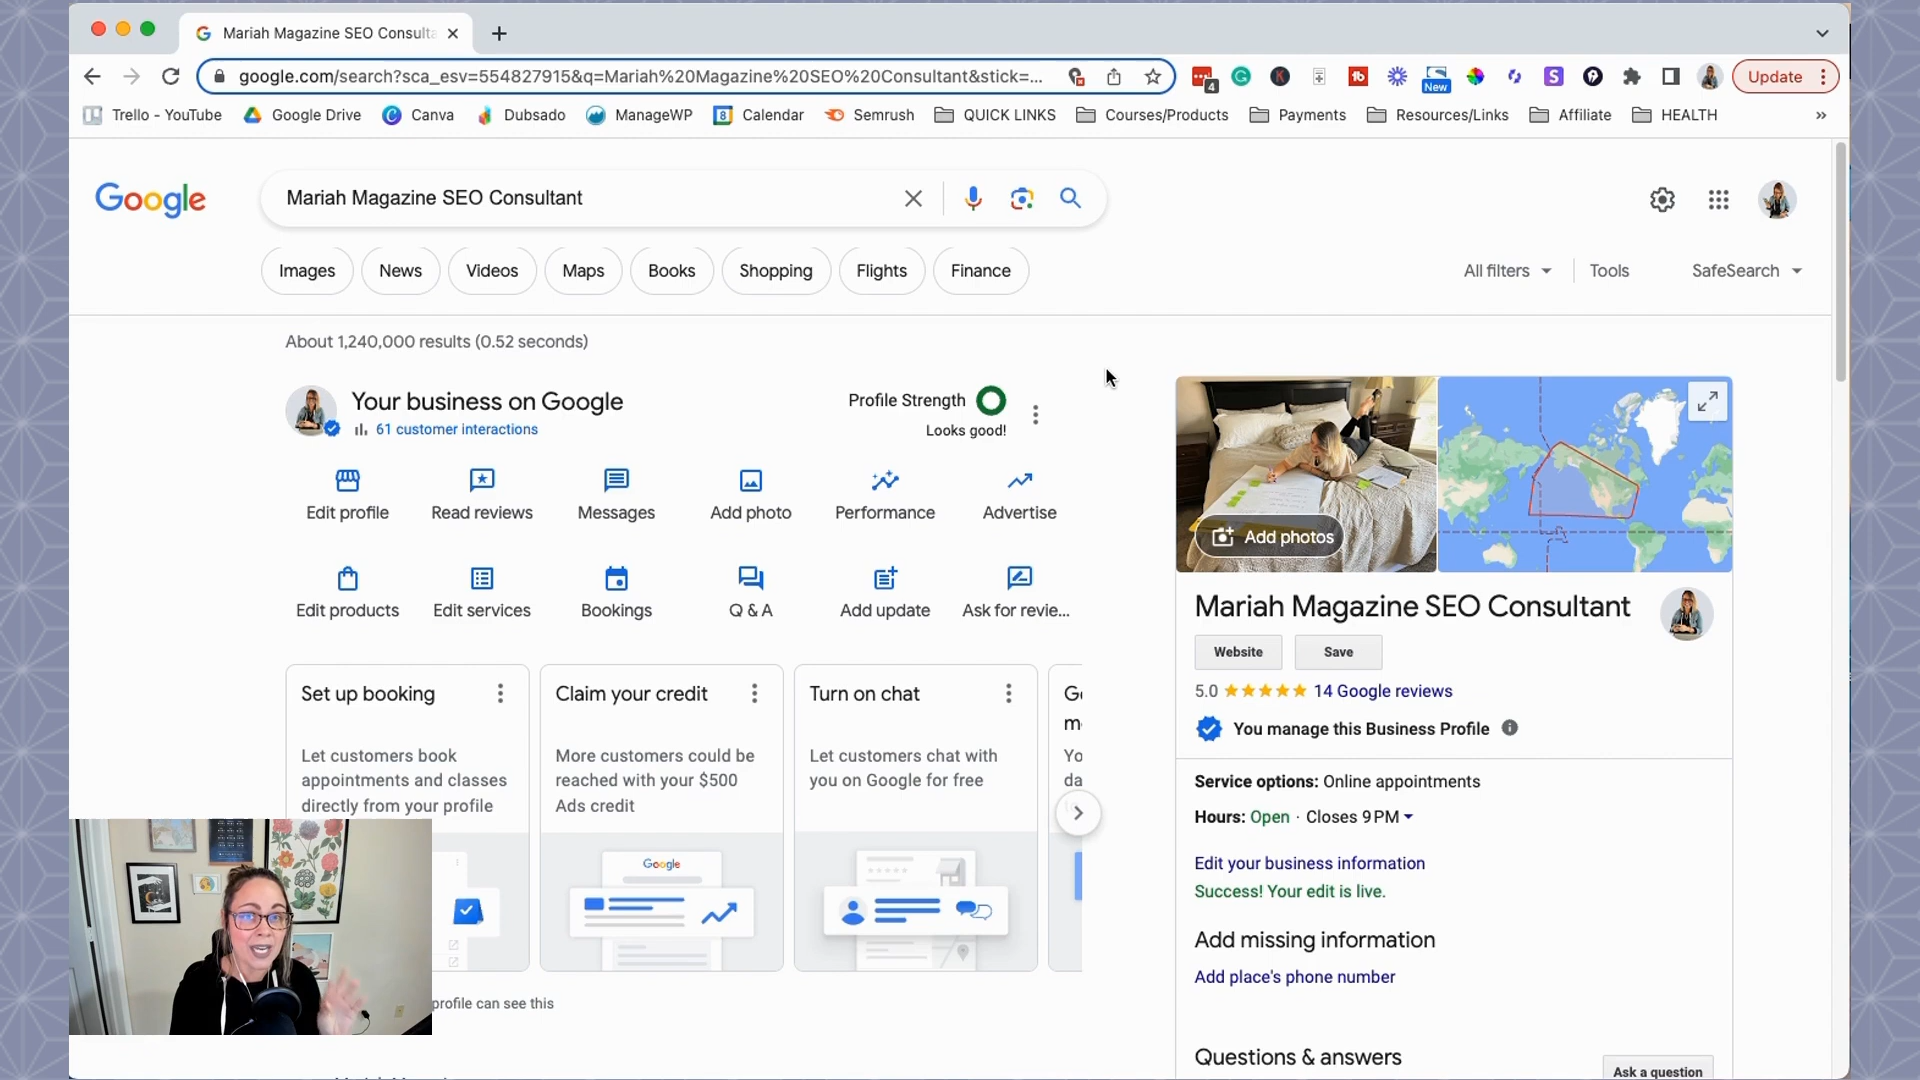 Mariah Magazine SEO Consulta
google.com/search?sca_esv=554827915&q=Mariah%20Magazine%20SEO%20Consultant&stick=...
4
New
Update
Trello - YouTube
Google Drive
Canva
Dubsado
ManageWP
8
Calendar
Semrush
QUICK LINKS
Courses/Products
Payments
Resources/Links
Affiliate
HEALTH
»
Google
Mariah Magazine SEO Consultant
Images
News
Videos
Maps
Books
Shopping
Flights
Finance
All filters
Tools
SafeSearch
About 1,240,000 results (0.52 seconds)
Your business on Google
61 customer interactions
Profile Strength
Looks good!
Edit profile
Read reviews
Messages
Add photo
Performance
Advertise
Edit products
Edit services
Bookings
Q & A
Add update
Ask for revie...
Set up booking
Let customers book
appointments and classes
directly from your profile
Claim your credit
More customers could be
reached with your $500
Ads credit
Google
Turn on chat
Let customers chat with
you on Google for free
Add photos
Mariah Magazine SEO Consultant
Website
Save
5.0 ★★★★★ 14 Google reviews
You manage this Business Profile
Service options: Online appointments
Hours: Open · Closes 9 PM
Edit your business information
Success! Your edit is live.
Add missing information
Add place's phone number
Questions & answers
Ask a question
profile can see this